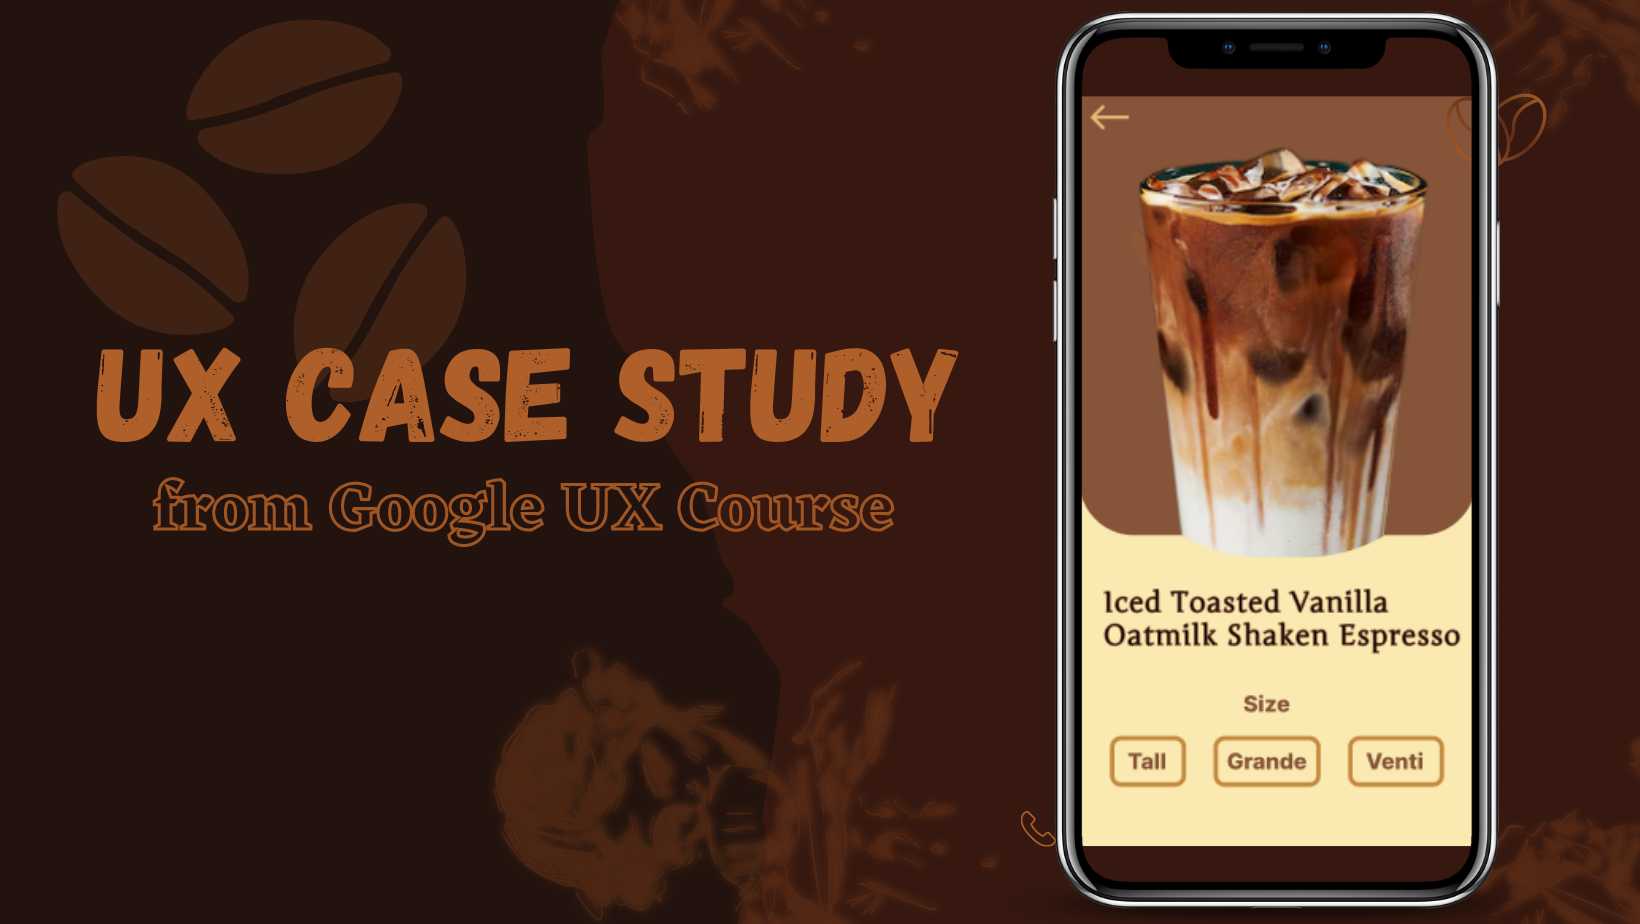 UX CASE STUDY
from Google UX Course
Iced Toasted Vanilla
Oatmilk Shaken Espresso
Size
Tall Grande Venti